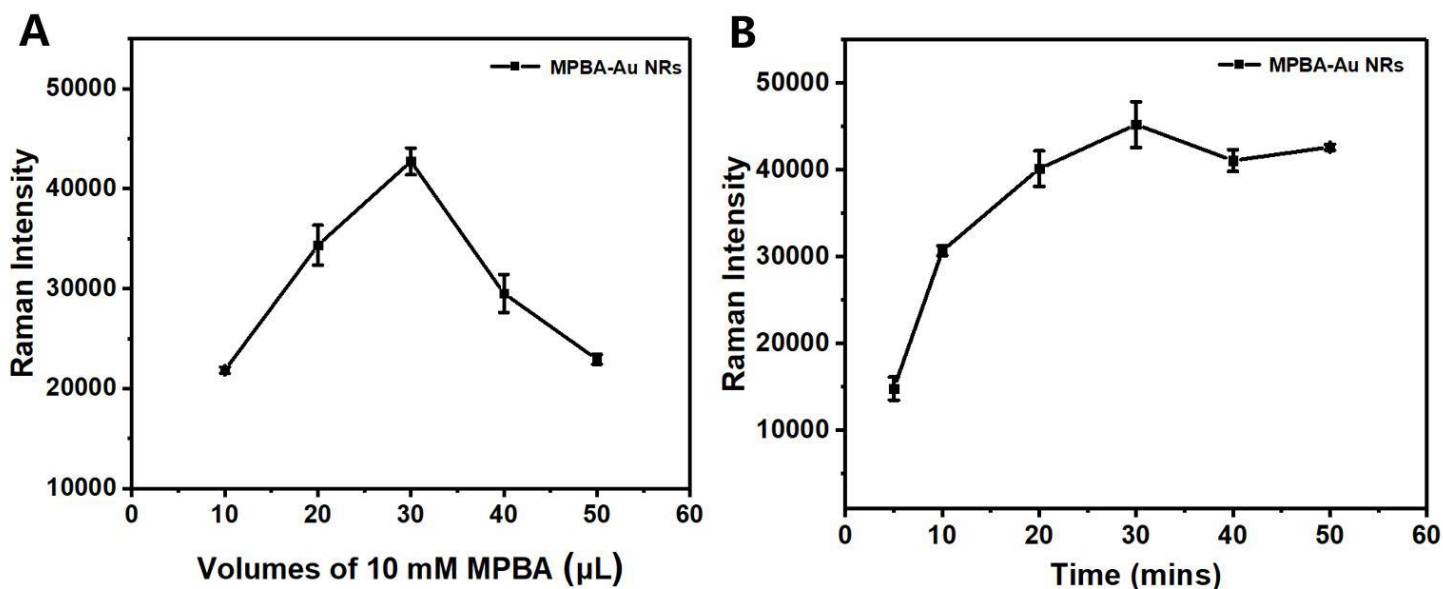 A
MPBA-Au NRs
50000
40000
30000
20000
10000
Raman Intensity
0 10 20 30 40 50 60
Volumes of 10 mM MPBA (μL)
B
MPBA-Au NRs
50000
40000
30000
20000
10000
Raman Intensity
0 10 20 30 40 50 60
Time (mins)